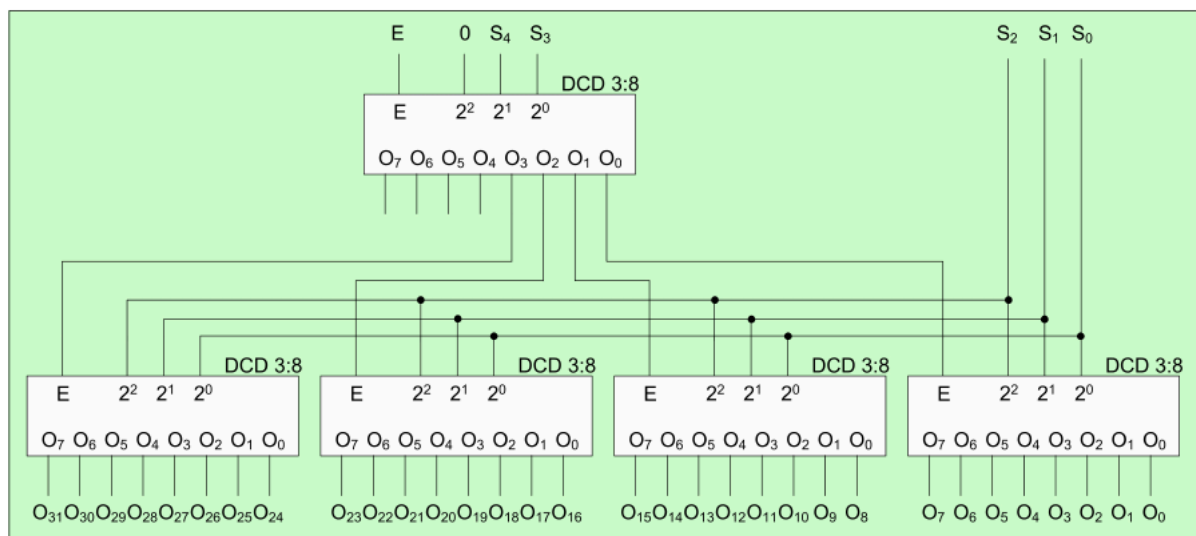 E 0 S₄ S₃ S₂ S₁ S₀
DCD 3:8
E 2² 2¹ 2⁰
O₇ O₆ O₅ O₄ O₃ O₂ O₁ O₀
DCD 3:8 DCD 3:8 DCD 3:8 DCD 3:8
E 2² 2¹ 2⁰ E 2² 2¹ 2⁰ E 2² 2¹ 2⁰ E 2² 2¹ 2⁰
O₇ O₆ O₅ O₄ O₃ O₂ O₁ O₀ O₇ O₆ O₅ O₄ O₃ O₂ O₁ O₀ O₇ O₆ O₅ O₄ O₃ O₂ O₁ O₀ O₇ O₆ O₅ O₄ O₃ O₂ O₁ O₀
O₃₁ O₃₀ O₂₉ O₂₈ O₂₇ O₂₆ O₂₅ O₂₄ O₂₃ O₂₂ O₂₁ O₂₀ O₁₉ O₁₈ O₁₇ O₁₆ O₁₅ O₁₄ O₁₃ O₁₂ O₁₁ O₁₀ O₉ O₈ O₇ O₆ O₅ O₄ O₃ O₂ O₁ O₀